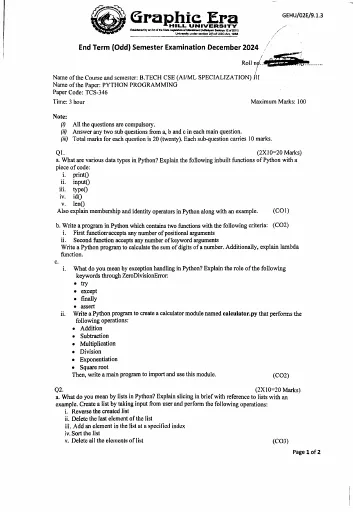 GEHU/02E/9.1.3
Graphic Era
HILL UNIVERSITY
End Term (Odd) Semester Examination December 2024
Roll no.
Name of the Course and semester: B.TECH CSE (AI/ML SPECIALIZATION) III
Name of the Paper: PYTHON PROGRAMMING
Paper Code: TCS-346
Time: 3 hour Maximum Marks: 100
Note:
(i) All the questions are compulsory.
(ii) Answer any two sub questions from a, b and c in each main question.
(iii) Total marks for each question is 20 (twenty). Each sub-question carries 10 marks.
Q1. (2X10=20 Marks)
a. What are various data types in Python? Explain the following inbuilt functions of Python with a
piece of code:
i. print()
ii. input()
iii. type()
iv. id()
v. len()
Also explain membership and identity operators in Python along with an example. (CO1)
b. Write a program in Python which contains two functions with the following criteria: (CO2)
i. First function accepts any number of positional arguments
ii. Second function accepts any number of keyword arguments
Write a Python program to calculate the sum of digits of a number. Additionally, explain lambda
function.
c.
i. What do you mean by exception handling in Python? Explain the role of the following
keywords through ZeroDivisionError:
• try
• except
• finally
• assert
ii. Write a Python program to create a calculator module named calculator.py that performs the
following operations:
• Addition
• Subtraction
• Multiplication
• Division
• Exponentiation
• Square root
Then, write a main program to import and use this module. (CO2)
Q2. (2X10=20 Marks)
a. What do you mean by lists in Python? Explain slicing in brief with reference to lists with an
example. Create a list by taking input from user and perform the following operations:
i. Reverse the created list
ii. Delete the last element of the list
iii. Add an element in the list at a specified index
iv. Sort the list
v. Delete all the elements of list (CO3)
Page 1 of 2